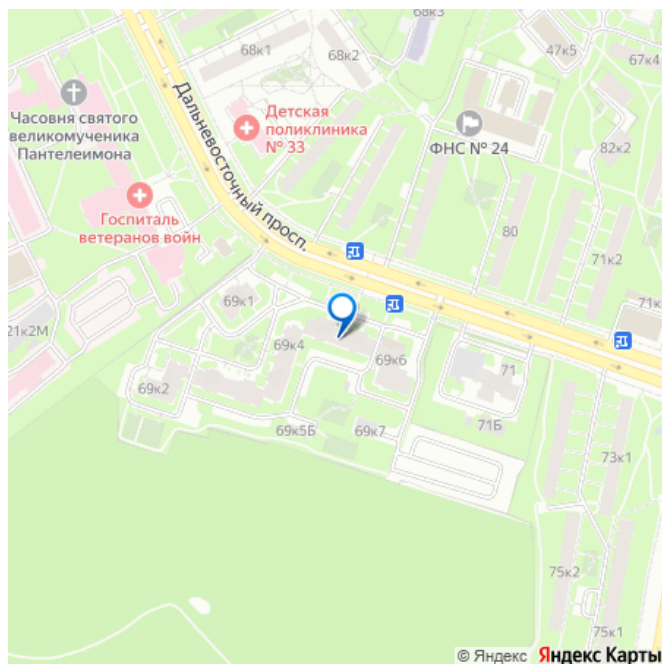 68к3
68к1
68к2
47к5
67к4
Часовня святого
великомученика
Пантелеимона
Детская
поликлиника
№ 33
ФНС № 24
82к2
Дальневосточный просп.
Госпиталь
ветеранов войн
80
71к2
69к1
21к2М
69к4
69к6
71
69к2
69к5Б
69к7
71Б
73к1
75к2
75к1
© Яндекс Яндекс Карты